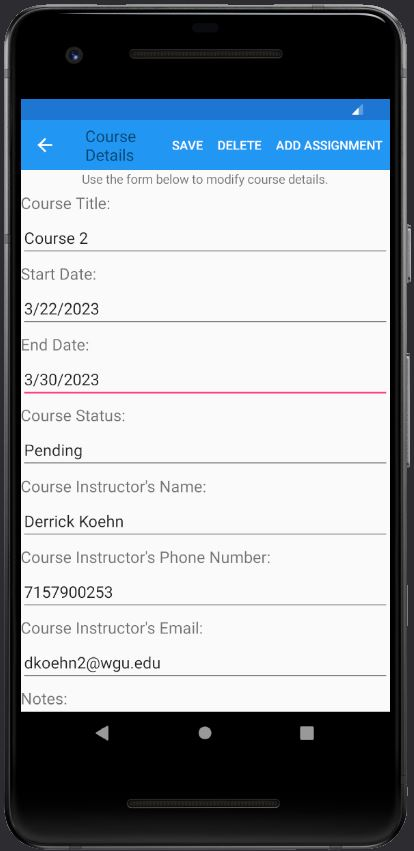 Course
Details
SAVE DELETE ADD ASSIGNMENT
Use the form below to modify course details.
Course Title:
Course 2
Start Date:
3/22/2023
End Date:
3/30/2023
Course Status:
Pending
Course Instructor's Name:
Derrick Koehn
Course Instructor's Phone Number:
7157900253
Course Instructor's Email:
dkoehn2@wgu.edu
Notes: